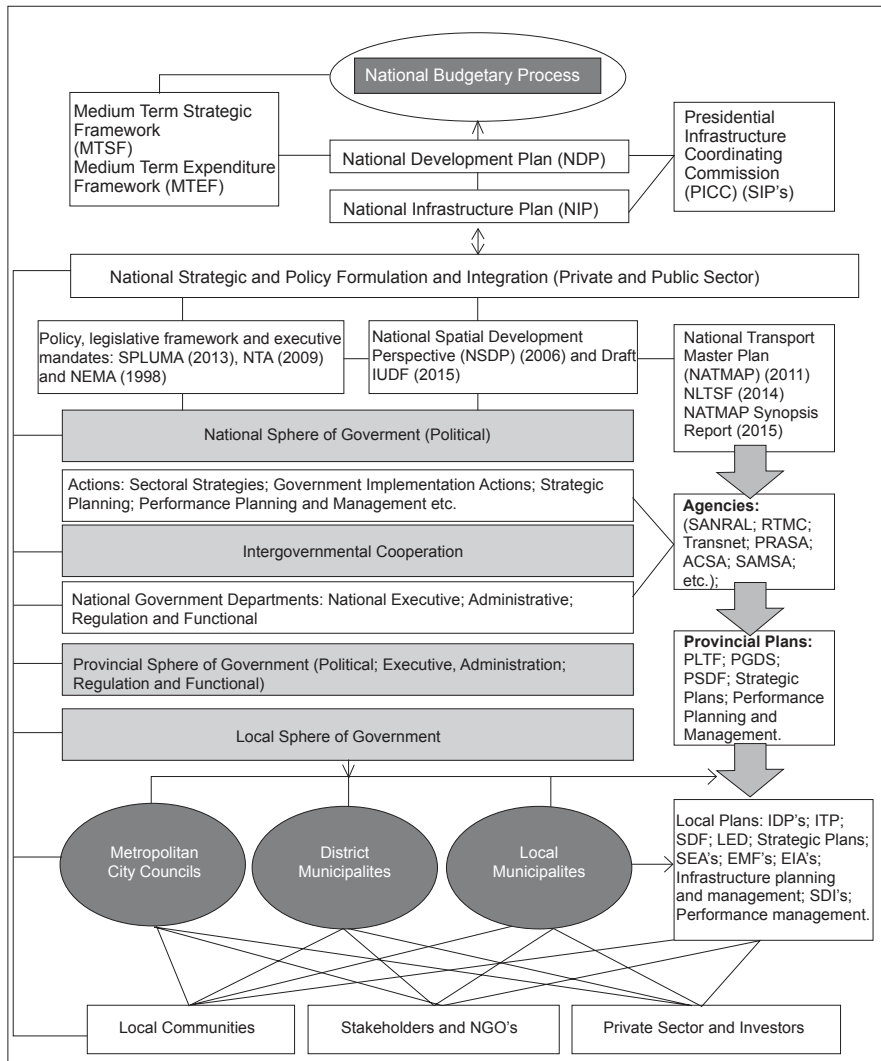 National Budgetary Process
Medium Term Strategic
Framework
(MTSF)
Medium Term Expenditure
Framework (MTEF)
National Development Plan (NDP)
National Infrastructure Plan (NIP)
Presidential
Infrastructure
Coordinating
Commission
(PICC) (SIP's)
National Strategic and Policy Formulation and Integration (Private and Public Sector)
Policy, legislative framework and executive
mandates: SPLUMA (2013), NTA (2009)
and NEMA (1998)
National Spatial Development
Perspective (NSDP) (2006) and Draft
IUDF (2015)
National Transport
Master Plan
(NATMAP) (2011)
NLTSF (2014)
NATMAP Synopsis
Report (2015)
National Sphere of Goverment (Political)
Actions: Sectoral Strategies; Government Implementation Actions; Strategic
Planning; Performance Planning and Management etc.
Agencies:
(SANRAL; RTMC;
Transnet; PRASA;
ACSA; SAMSA;
etc.);
Intergovernmental Cooperation
National Government Departments: National Executive; Administrative;
Regulation and Functional
Provincial Sphere of Government (Political; Executive, Administration;
Regulation and Functional)
Provincial Plans:
PLTF; PGDS;
PSDF; Strategic
Plans; Performance
Planning and
Management.
Local Sphere of Government
Metropolitan
City Councils
District
Municipalites
Local
Municipalites
Local Plans: IDP's; ITP;
SDF; LED; Strategic Plans;
SEA's; EMF's; EIA's;
Infrastructure planning
and management; SDI's;
Performance management.
Local Communities
Stakeholders and NGO's
Private Sector and Investors